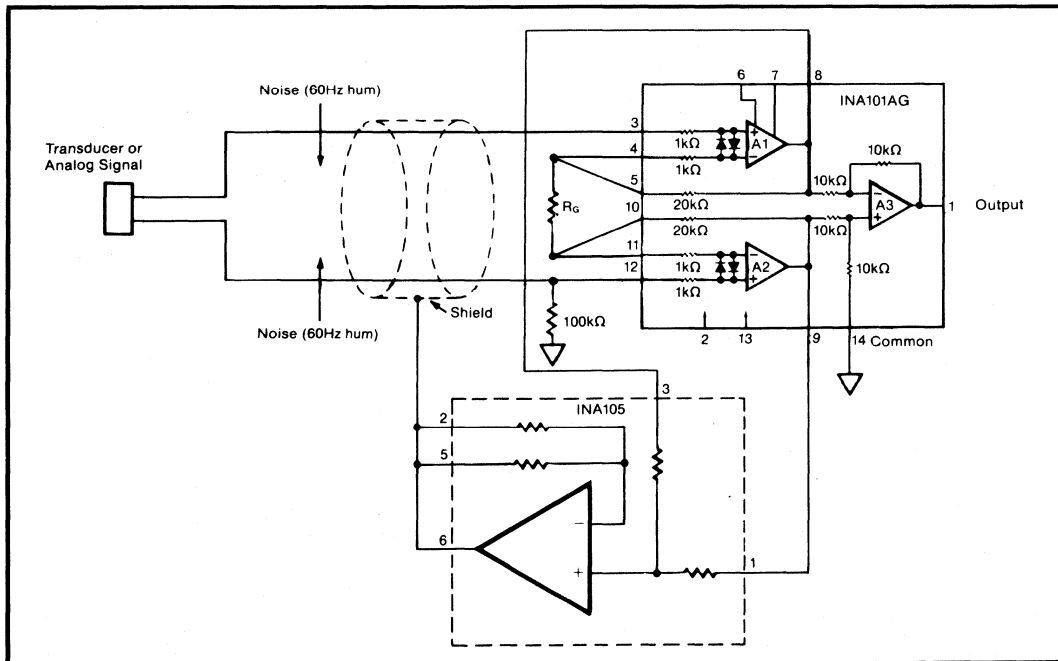 Noise (60Hz hum)
Transducer or
Analog Signal
Noise (60Hz hum)
Shield
100kΩ
RG
3
4
5
10
11
12
6
7
8
INA101AG
1kΩ
1kΩ
A1
20kΩ
20kΩ
10kΩ
10kΩ
10kΩ
10kΩ
−
+
A3
1
Output
1kΩ
1kΩ
−
+
A2
2
13
9
14
Common
3
INA105
2
5
6
−
+
1